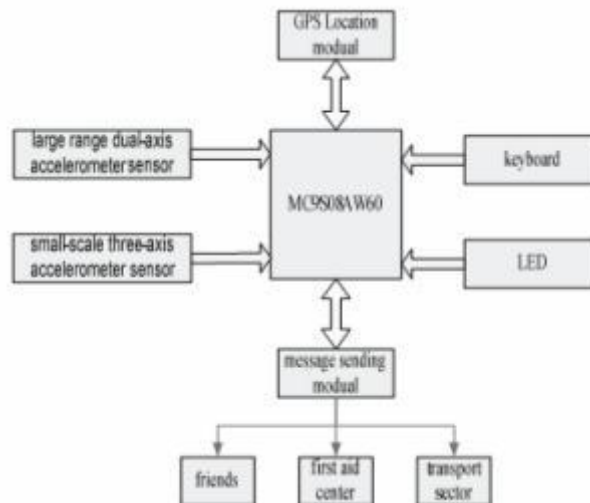 GPS Location
modual
large range dual-axis
accelerometer sensor
keyboard
MC9S08AW60
small-scale three-axis
accelerometer sensor
LED
message sending
modual
friends
first aid
center
transport
sector